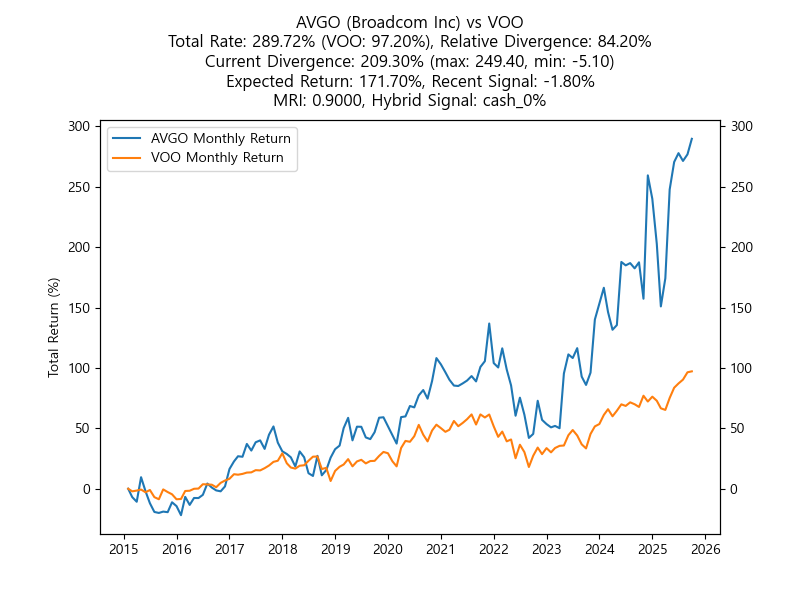 AVGO (Broadcom Inc) vs VOO
Total Rate: 289.72% (VOO: 97.20%), Relative Divergence: 84.20%
Current Divergence: 209.30% (max: 249.40, min: -5.10)
Expected Return: 171.70%, Recent Signal: -1.80%
MRI: 0.9000, Hybrid Signal: cash_0%
AVGO Monthly Return
VOO Monthly Return
Total Return (%)
300
250
200
150
100
50
0
300
250
200
150
100
50
0
2015 2016 2017 2018 2019 2020 2021 2022 2023 2024 2025 2026